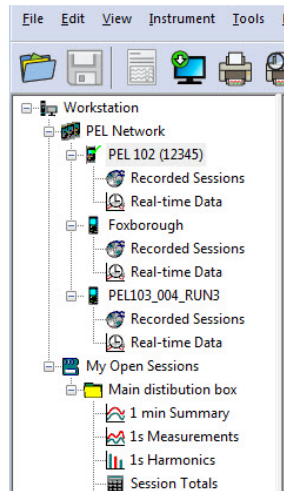 File Edit View Instrument Tools
Workstation
PEL Network
PEL 102 (12345)
Recorded Sessions
Real-time Data
Foxborough
Recorded Sessions
Real-time Data
PEL103_004_RUN3
Recorded Sessions
Real-time Data
My Open Sessions
Main distibution box
1 min Summary
1s Measurements
1s Harmonics
Session Totals